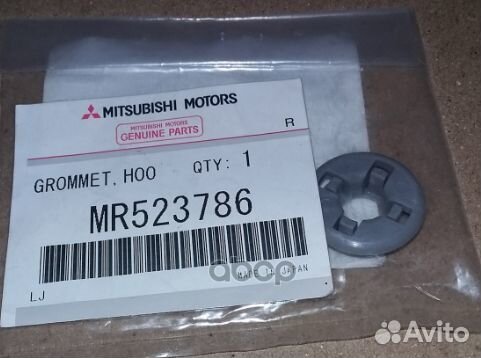 MITSUBISHI MOTORS
MITSUBISHI MOTORS
GENUINE PARTS
R
GROMMET, HOO QTY: 1
MR523786
MADE IN JAPAN
LJ
Avito